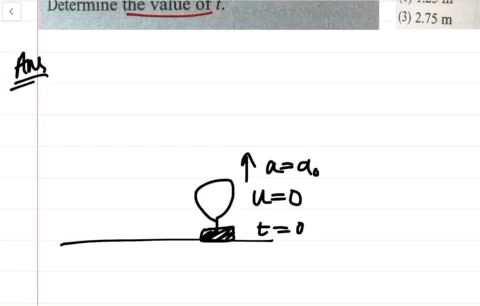 Determine the value of t.
(3) 2.75 m
Ans
a=a₀
u=0
t=0